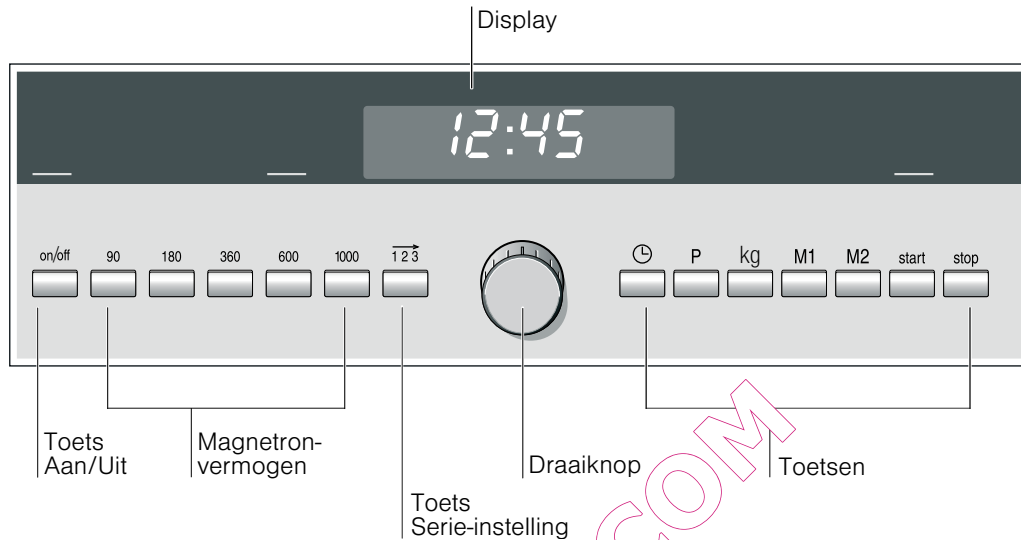 Display
12:45
on/off 90 180 360 600 1000 1 2 3 P kg M1 M2 start stop
Toets
Aan/Uit
Magnetron-
vermogen
Toets
Serie-instelling
Draaiknop
Toetsen
COM